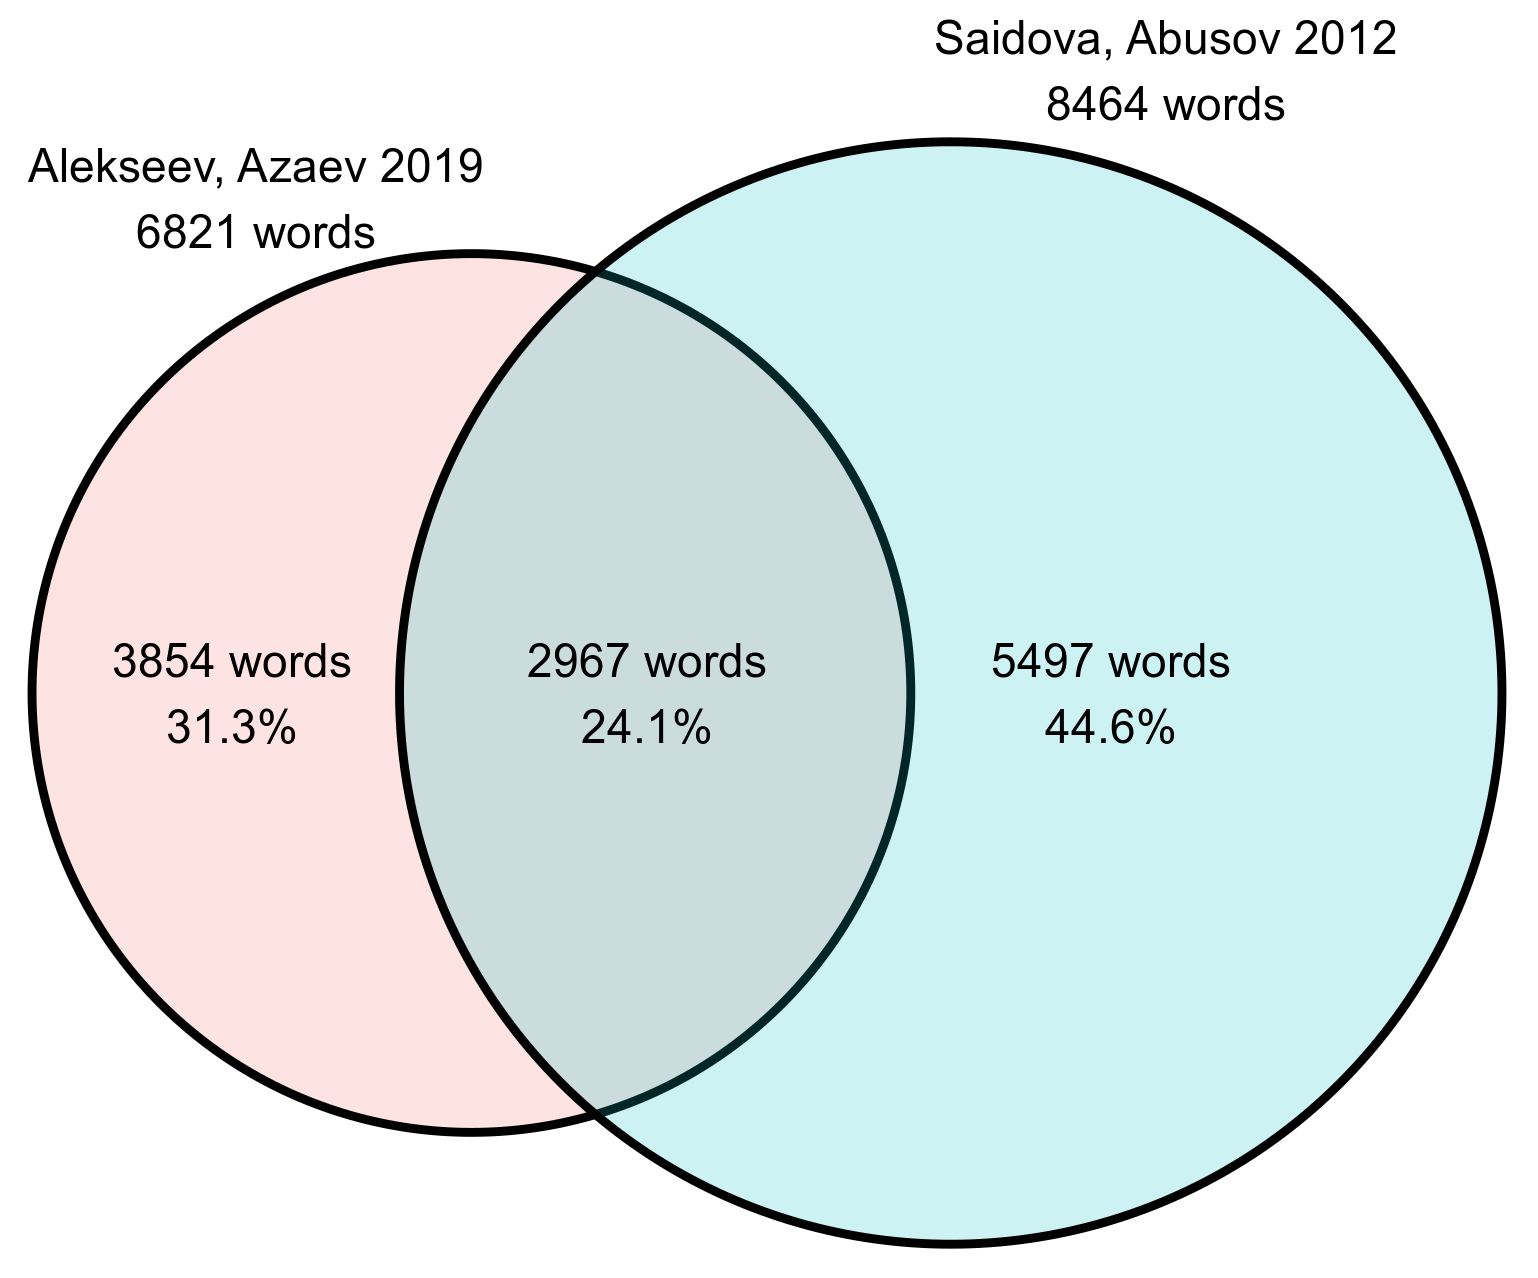 Saidova, Abusov 2012
8464 words
Alekseev, Azaev 2019
6821 words
3854 words
31.3%
2967 words
24.1%
5497 words
44.6%